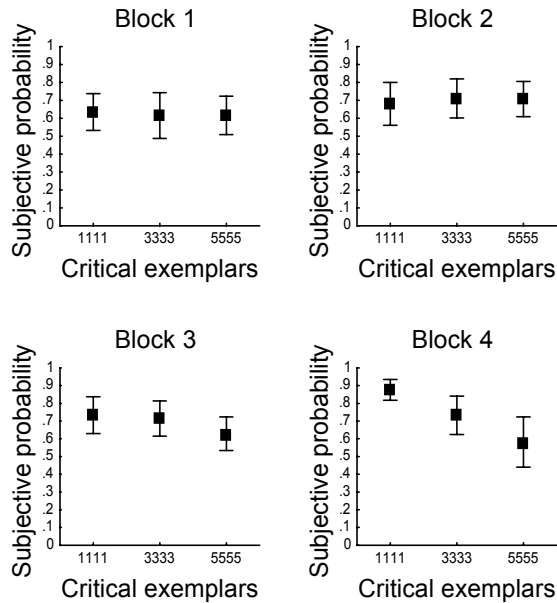 Block 1
Subjective probability
1
.9
.8
.7
.6
.5
.4
.3
.2
.1
0
1111 3333 5555
Critical exemplars
Block 2
Subjective probability
1
.9
.8
.7
.6
.5
.4
.3
.2
.1
0
1111 3333 5555
Critical exemplars
Block 3
Subjective probability
1
.9
.8
.7
.6
.5
.4
.3
.2
.1
0
1111 3333 5555
Critical exemplars
Block 4
Subjective probability
1
.9
.8
.7
.6
.5
.4
.3
.2
.1
0
1111 3333 5555
Critical exemplars